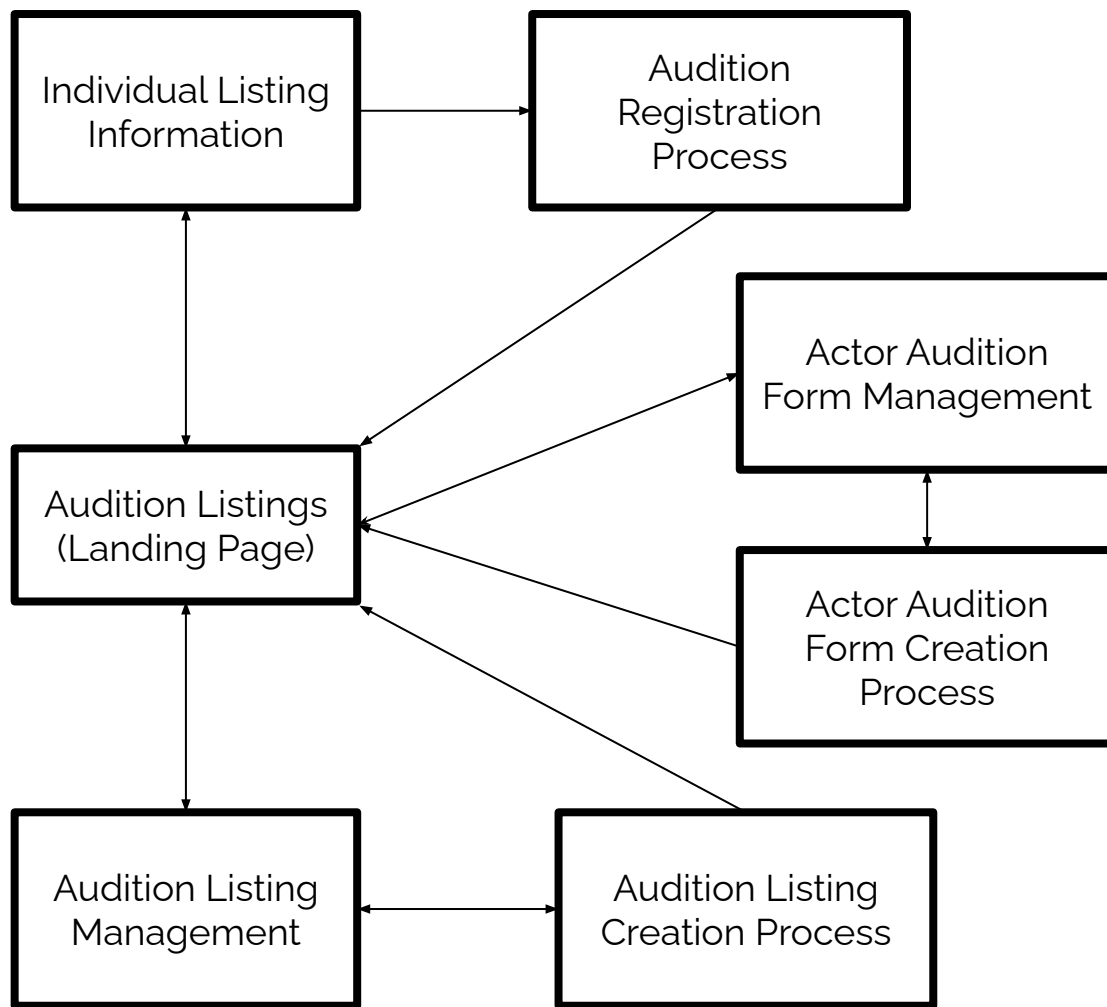 Individual Listing
Information
Audition
Registration
Process
Actor Audition
Form Management
Audition Listings
(Landing Page)
Actor Audition
Form Creation
Process
Audition Listing
Management
Audition Listing
Creation Process